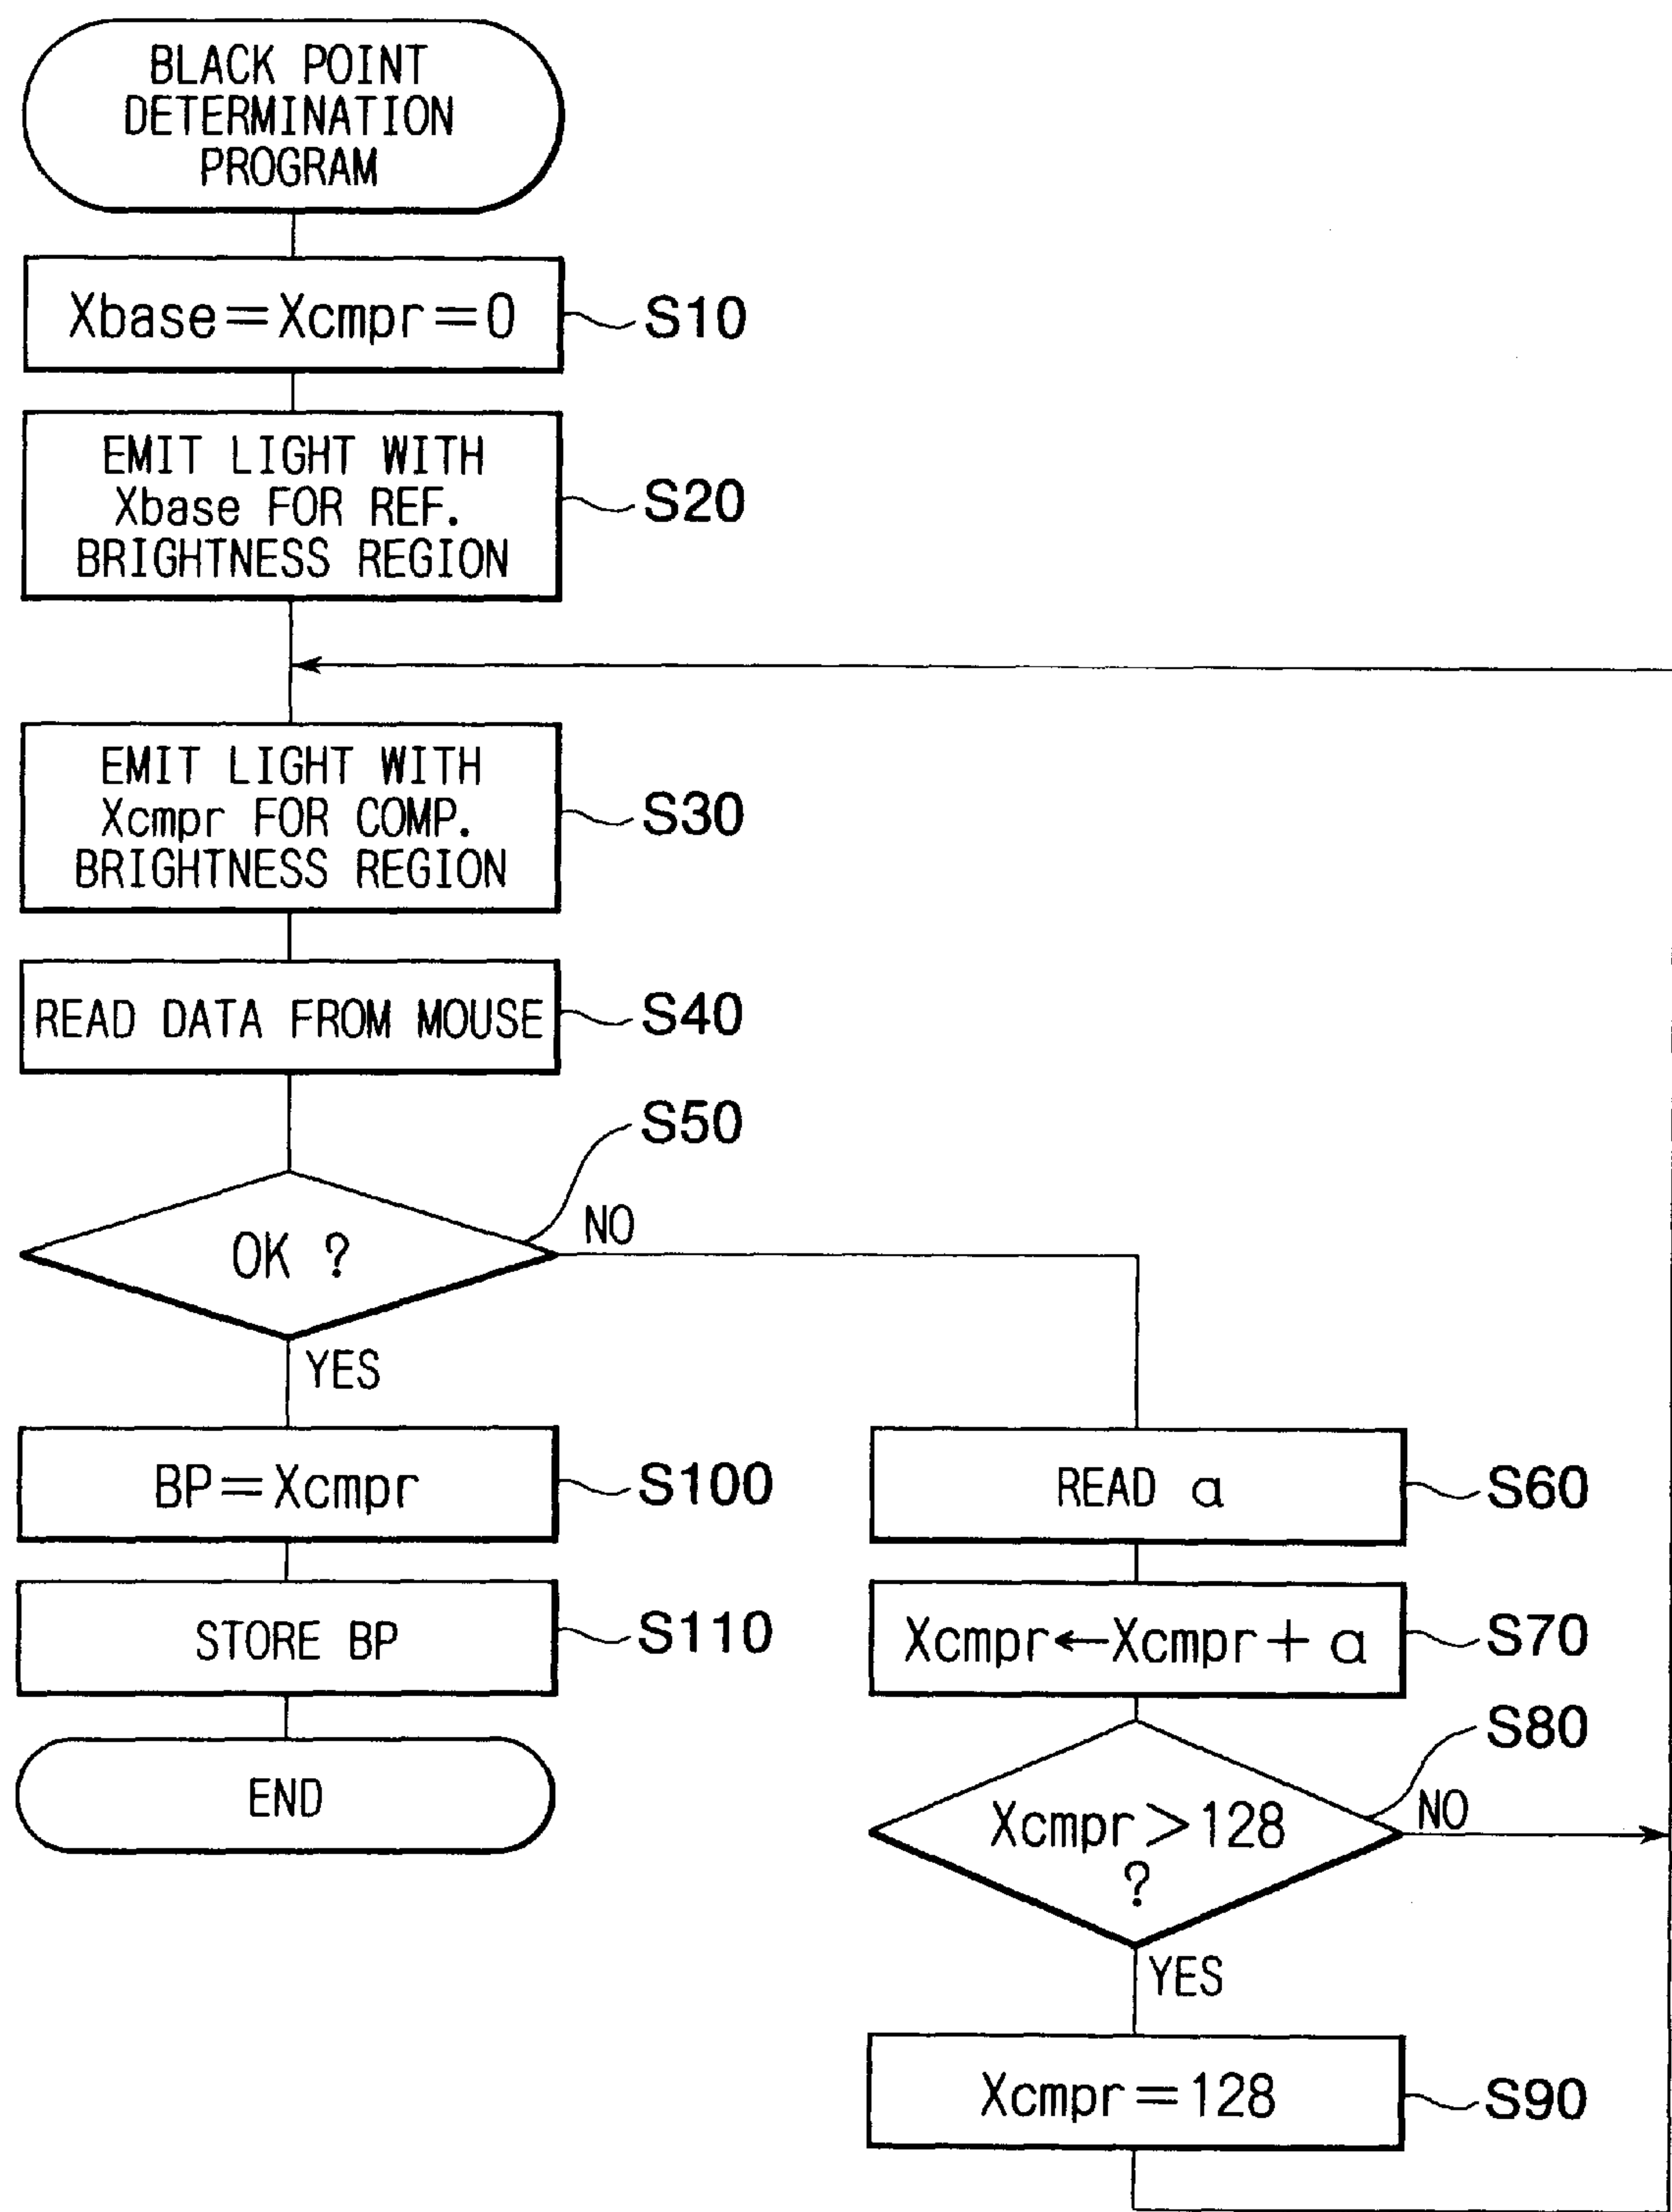 BLACK POINT
DETERMINATION
PROGRAM
Xbase=Xcmpr=0
S10
EMIT LIGHT WITH
Xbase FOR REF.
BRIGHTNESS REGION
S20
EMIT LIGHT WITH
Xcmpr FOR COMP.
BRIGHTNESS REGION
S30
READ DATA FROM MOUSE
S40
S50
OK ?
NO
YES
BP=Xcmpr
S100
STORE BP
S110
END
READ α
S60
Xcmpr←Xcmpr+α
S70
S80
Xcmpr>128
?
NO
YES
Xcmpr=128
S90